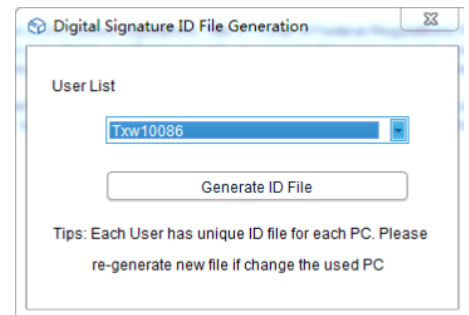 Digital Signature ID File Generation
User List
Txw10086
Generate ID File
Tips: Each User has unique ID file for each PC. Please
re-generate new file if change the used PC